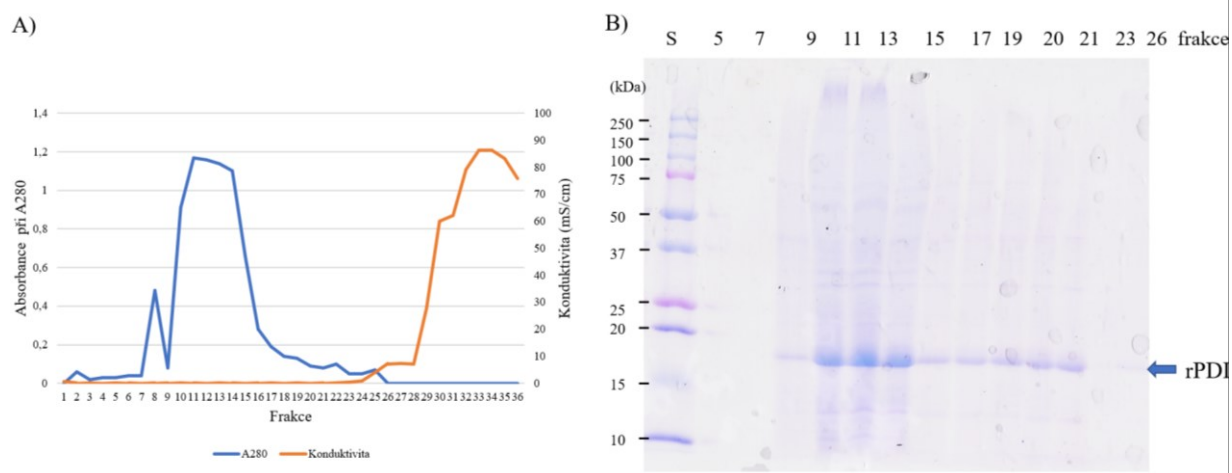 A)
1,4
1,2
1
0,8
0,6
0,4
0,2
0
Absorbance pfi A280
100
90
80
70
60
50
40
30
20
10
0
Konduktivita (mS/cm)
1 2 3 4 5 6 7 8 9 10 11 12 13 14 15 16 17 18 19 20 21 22 23 24 25 26 27 28 29 30 31 32 33 34 35 36
Frakce
A280 Konduktivita
B)
S 5 7 9 11 13 15 17 19 20 21 23 26 frakce
(kDa)
250
150
100
75
50
37
25
20
15
10
rPDI